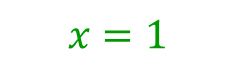 x = 1